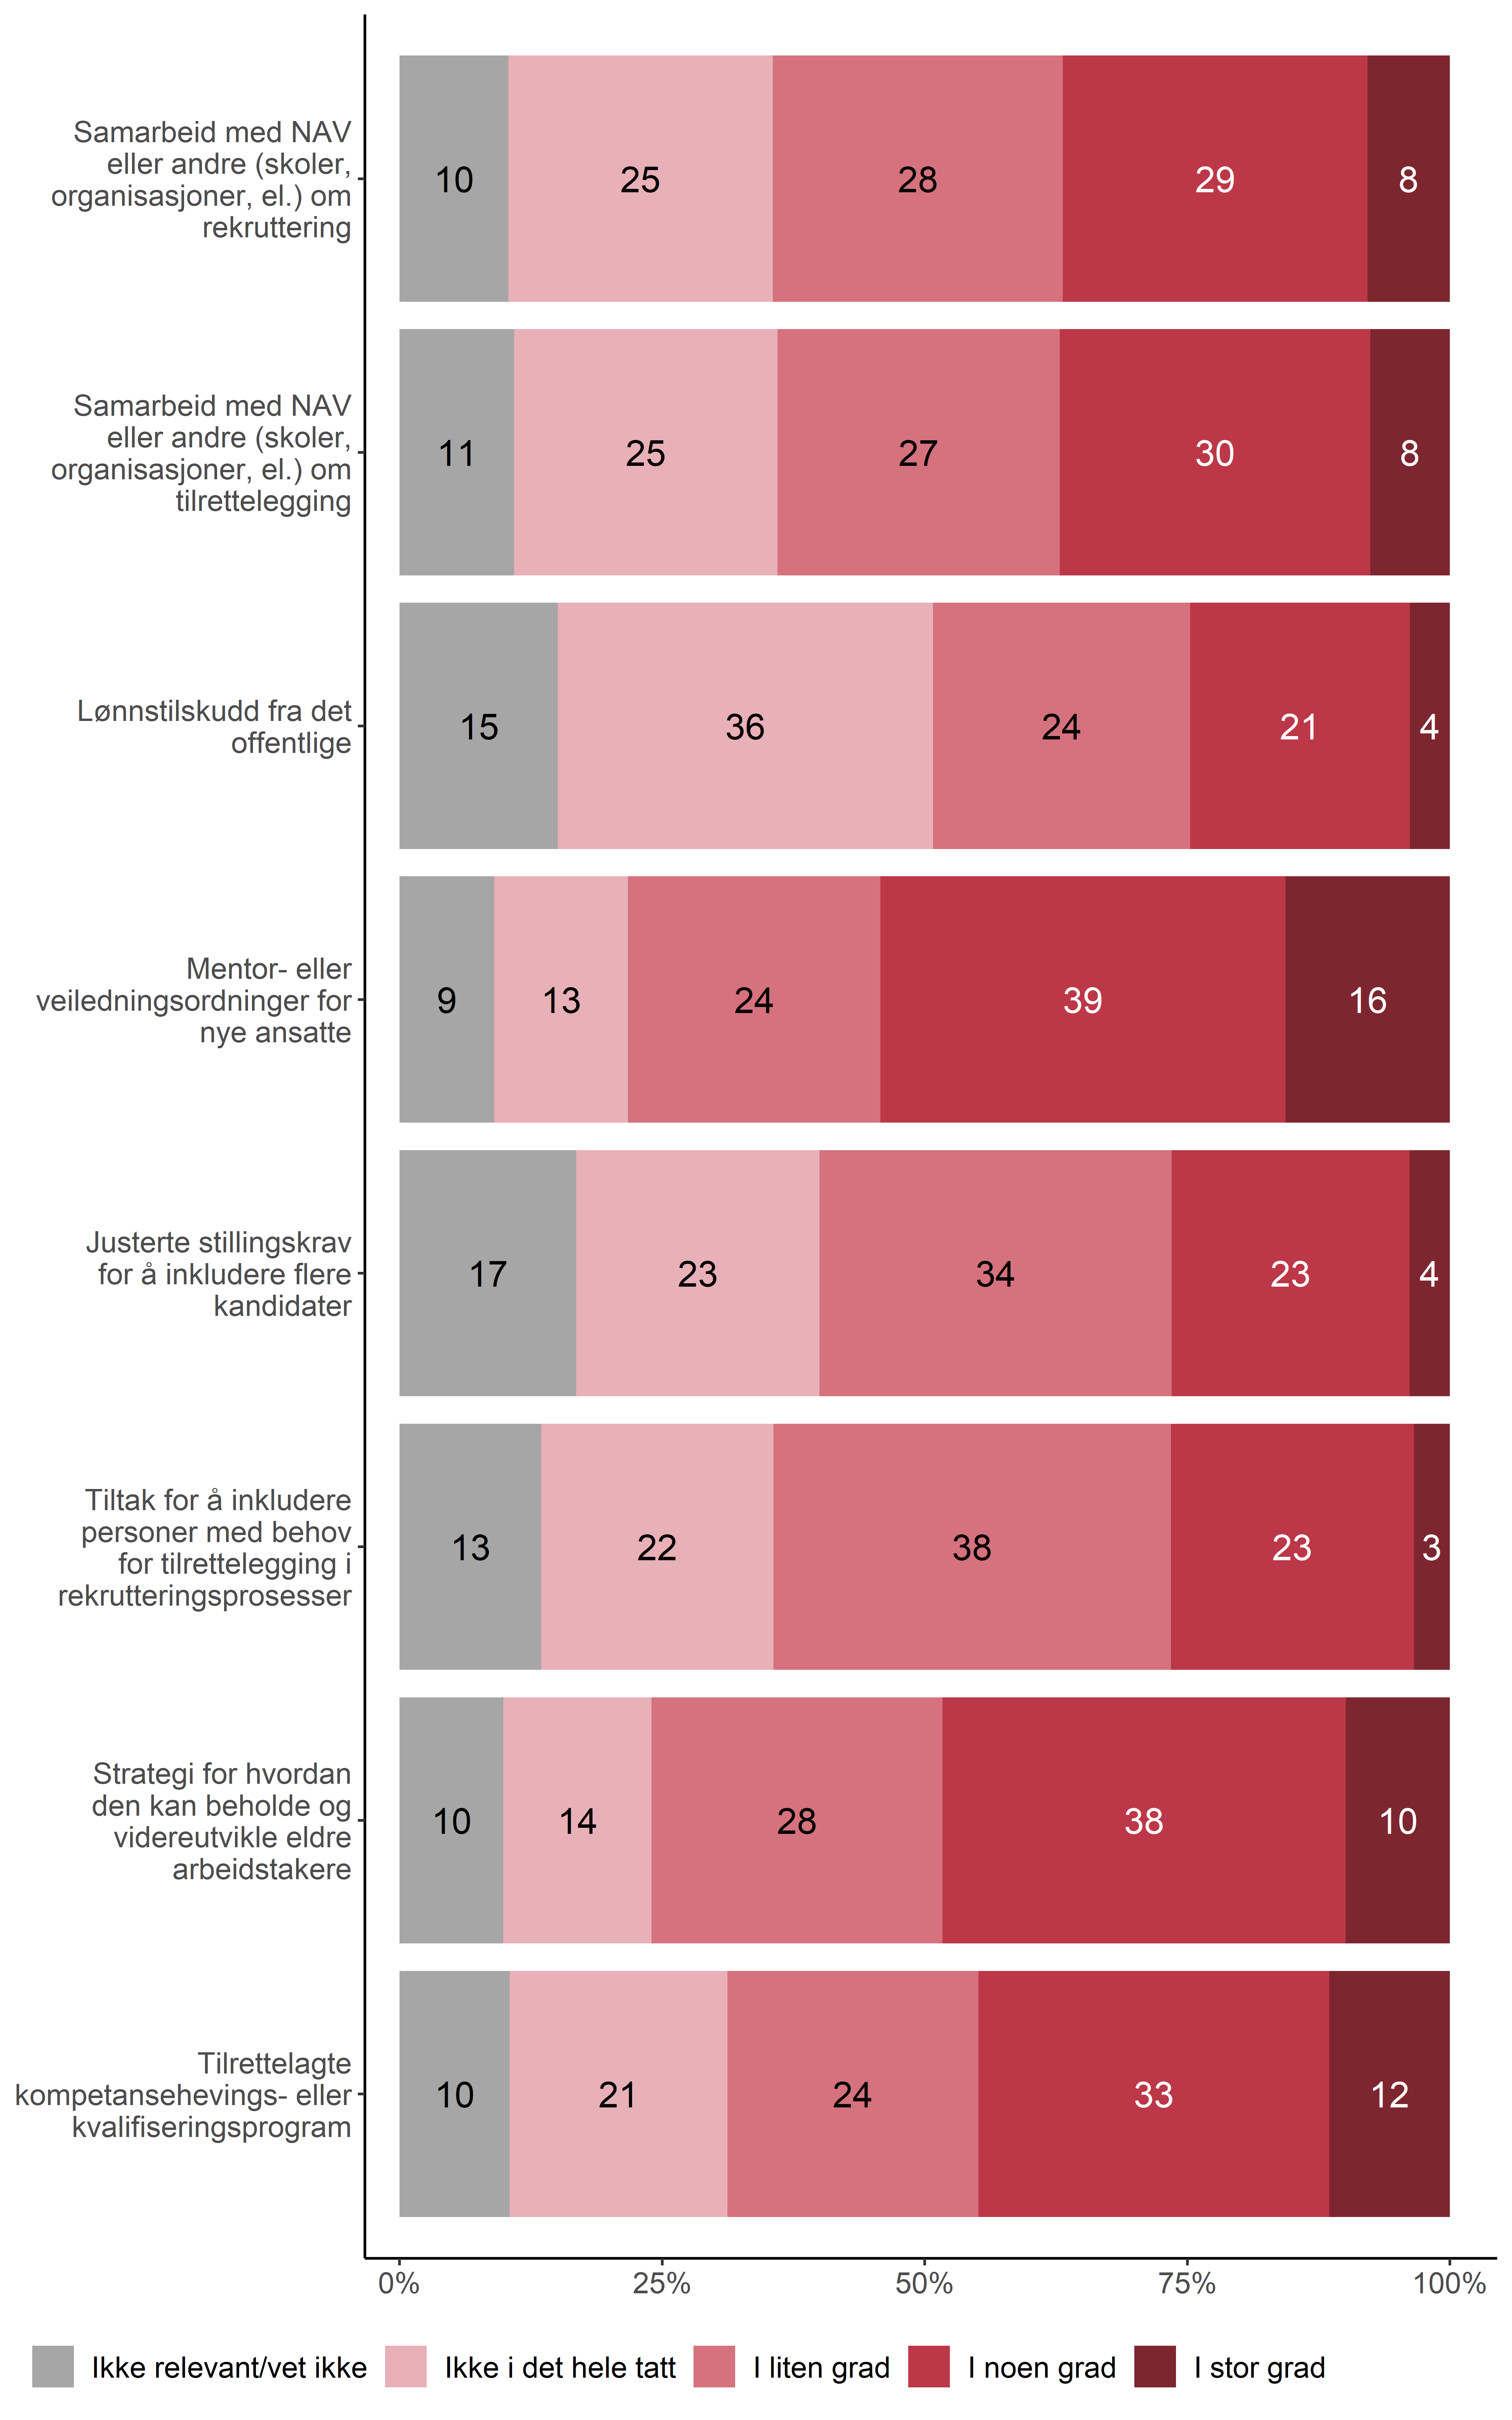 Samarbeid med NAV
eller andre (skoler,
organisasjoner, el.) om
rekruttering
10 25 28 29 8
Samarbeid med NAV
eller andre (skoler,
organisasjoner, el.) om
tilrettelegging
11 25 27 30 8
Lønnstilskudd fra det
offentlige
15 36 24 21 4
Mentor- eller
veiledningsordninger for
nye ansatte
9 13 24 39 16
Justerte stillingskrav
for å inkludere flere
kandidater
17 23 34 23 4
Tiltak for å inkludere
personer med behov
for tilrettelegging i
rekrutteringsprosesser
13 22 38 23 3
Strategi for hvordan
den kan beholde og
videreutvikle eldre
arbeidstakere
10 14 28 38 10
Tilrettelagte
kompetansehevings- eller
kvalifiseringsprogram
10 21 24 33 12
0% 25% 50% 75% 100%
Ikke relevant/vet ikke Ikke i det hele tatt I liten grad I noen grad I stor grad